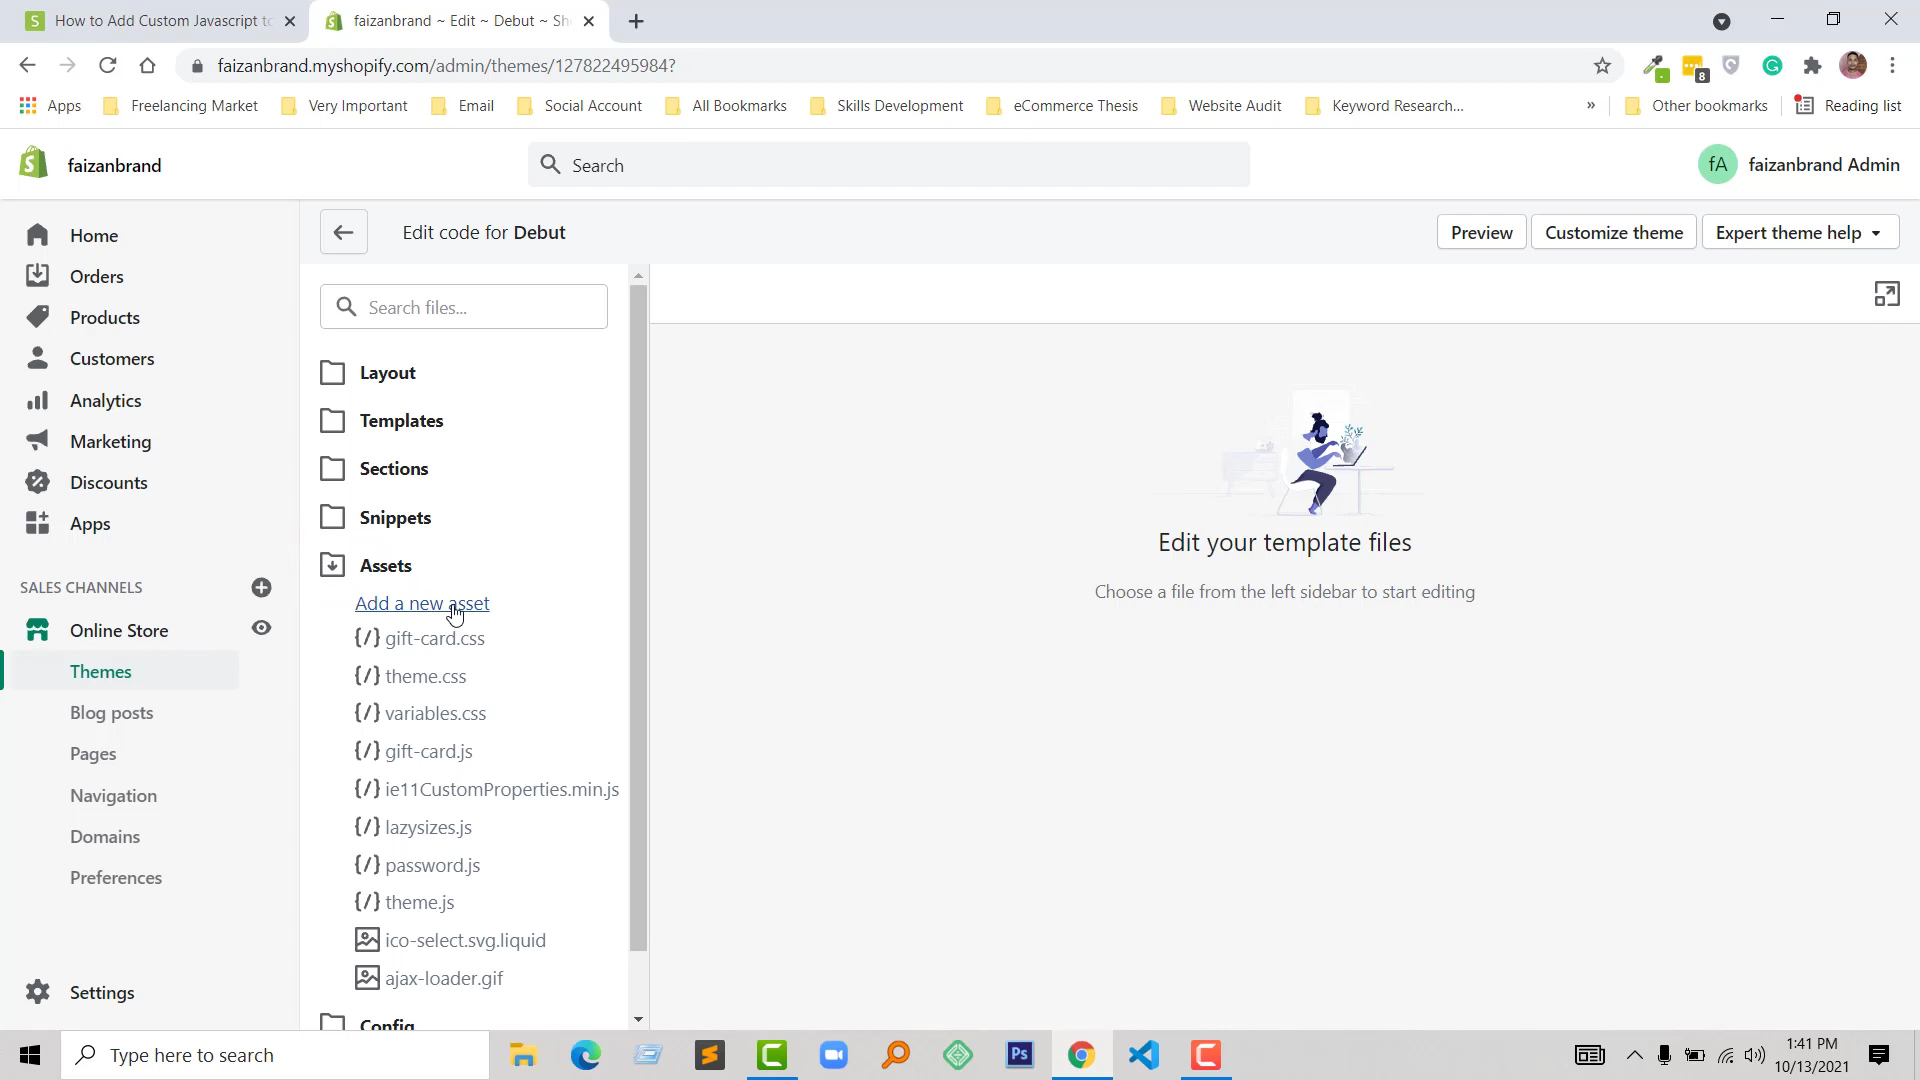 How to Add Custom Javascript to
faizanbrand ~ Edit ~ Debut ~ Sh
faizanbrand.myshopify.com/admin/themes/127822495984?
8
Apps
Freelancing Market
Very Important
Email
Social Account
All Bookmarks
Skills Development
eCommerce Thesis
Website Audit
Keyword Research...
»
Other bookmarks
Reading list
faizanbrand
Search
fA
faizanbrand Admin
Home
Orders
Products
Customers
Analytics
Marketing
Discounts
Apps
SALES CHANNELS
Online Store
Themes
Blog posts
Pages
Navigation
Domains
Preferences
Settings
Edit code for Debut
Preview
Customize theme
Expert theme help
Search files...
Layout
Templates
Sections
Snippets
Assets
Add a new asset
{/} gift-card.css
{/} theme.css
{/} variables.css
{/} gift-card.js
{/} ie11CustomProperties.min.js
{/} lazysizes.js
{/} password.js
{/} theme.js
ico-select.svg.liquid
ajax-loader.gif
Config
Edit your template files
Choose a file from the left sidebar to start editing
Type here to search
Ps
1:41 PM
10/13/2021